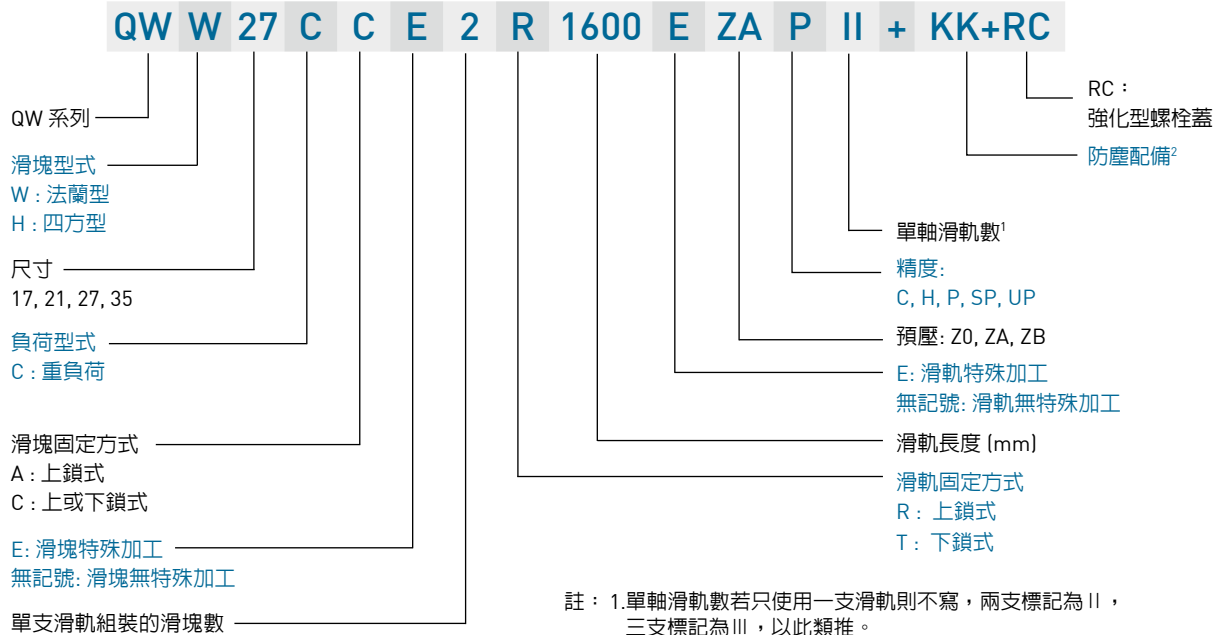 QW W 27 C C E 2 R 1600 E ZA P II + KK+RC
QW 系列
滑塊型式
W : 法蘭型
H : 四方型
尺寸
17, 21, 27, 35
負荷型式
C : 重負荷
滑塊固定方式
A : 上鎖式
C : 上或下鎖式
E: 滑塊特殊加工
無記號: 滑塊無特殊加工
單支滑軌組裝的滑塊數
RC :
強化型螺栓蓋
防塵配備²
單軸滑軌數¹
精度:
C, H, P, SP, UP
預壓: Z0, ZA, ZB
E: 滑軌特殊加工
無記號: 滑軌無特殊加工
滑軌長度 (mm)
滑軌固定方式
R : 上鎖式
T : 下鎖式
註 : 1.單軸滑軌數若只使用一支滑軌則不寫，兩支標記為II，
三支標記為III，以此類推。